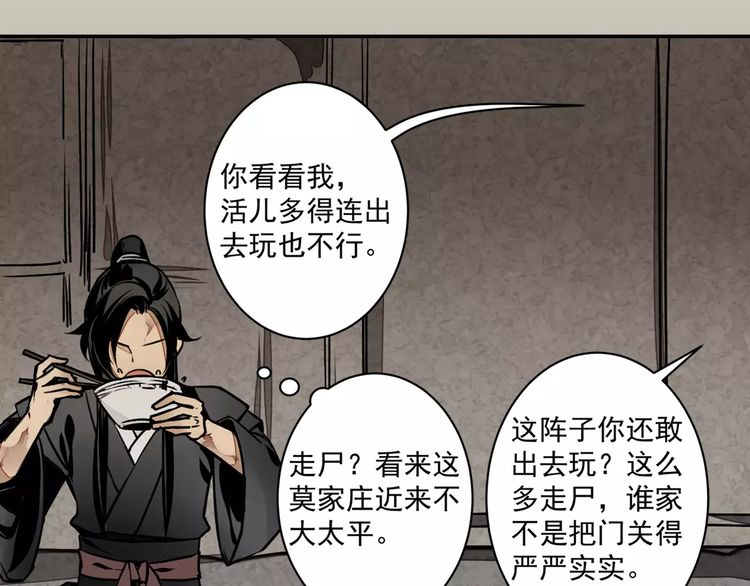 你看看我，
活儿多得连出
去玩也不行。
走尸？看来这
莫家庄近来不
大太平。
这阵子你还敢
出去玩？这么
多走尸，谁家
不是把门关得
严严实实。